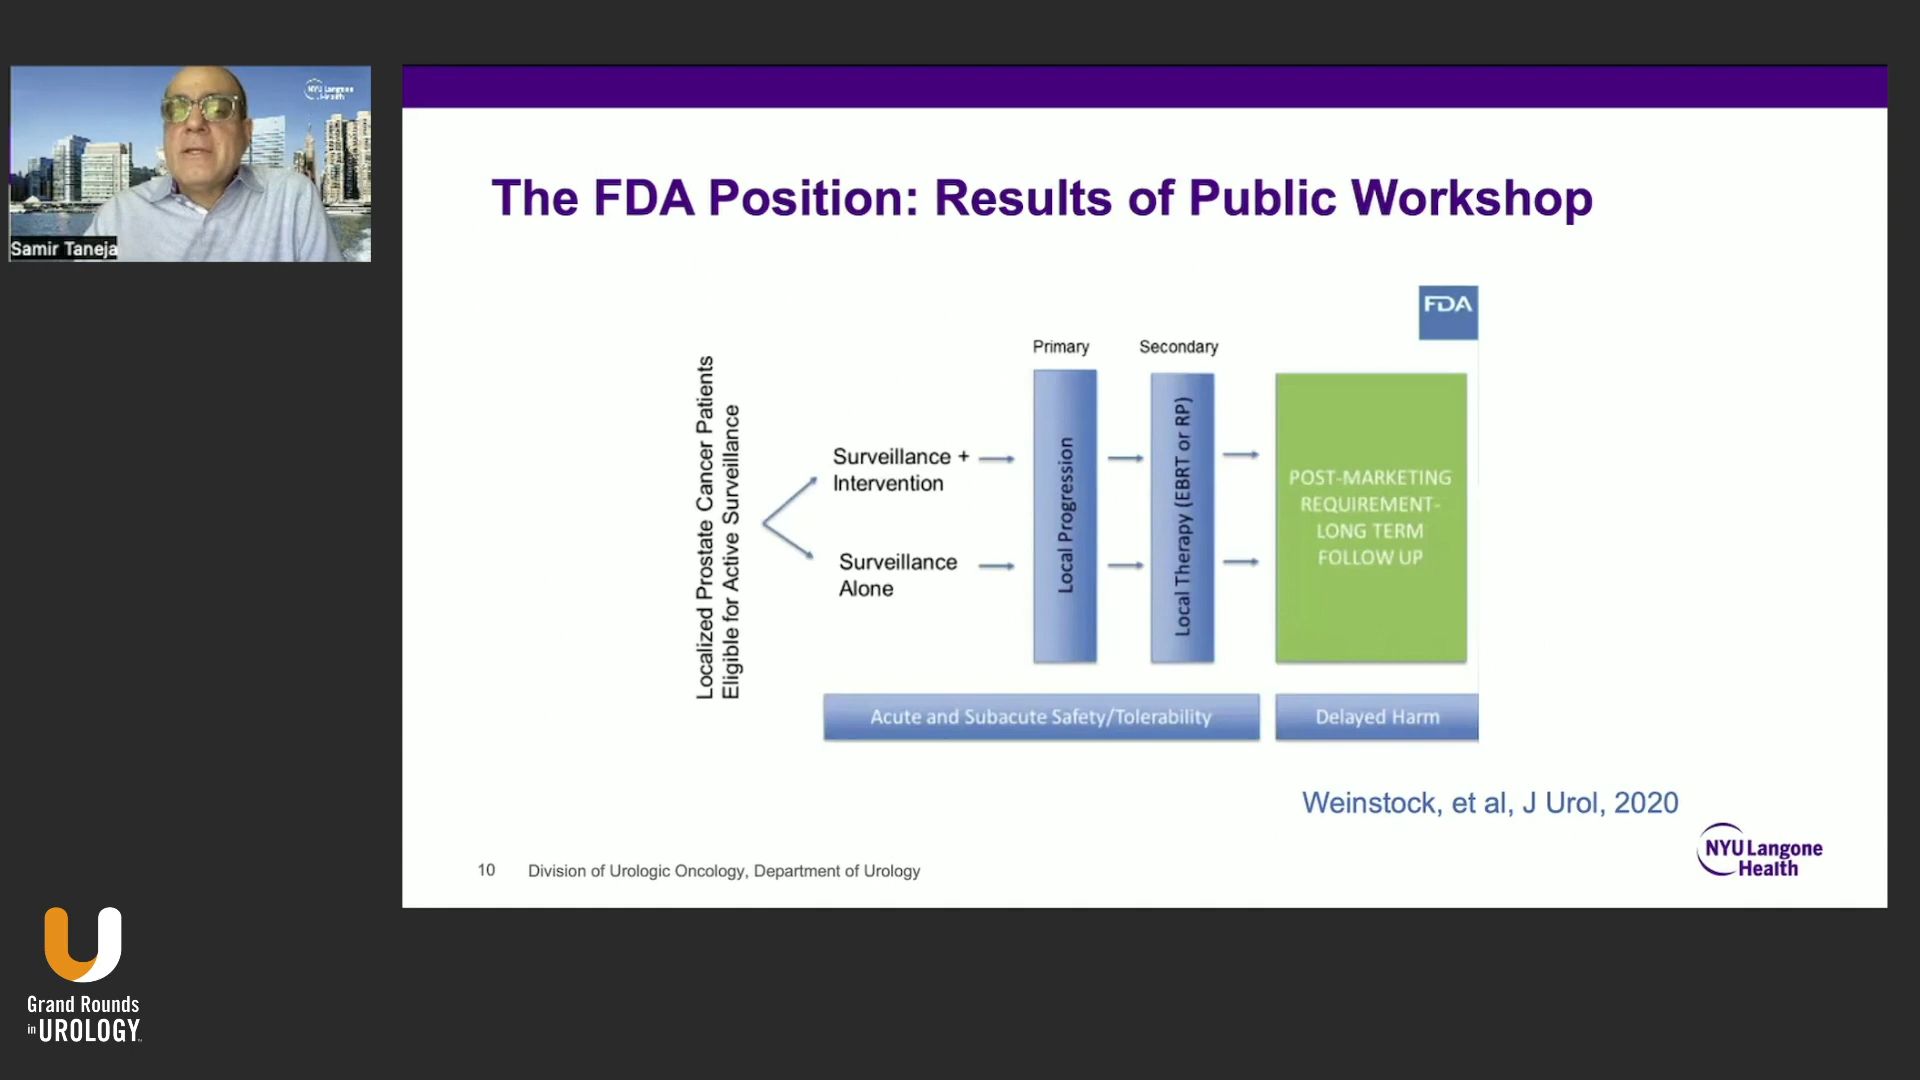 NYU Langone
Health
Samir Taneja
The FDA Position: Results of Public Workshop
FDA
Localized Prostate Cancer Patients
Eligible for Active Surveillance
Surveillance +
Intervention
Surveillance
Alone
Primary
Local Progression
Secondary
Local Therapy (EBRT or RP)
POST-MARKETING
REQUIREMENT-
LONG TERM
FOLLOW UP
Acute and Subacute Safety/Tolerability
Delayed Harm
Weinstock, et al, J Urol, 2020
NYU Langone
Health
10 Division of Urologic Oncology, Department of Urology
Grand Rounds
in UROLOGY